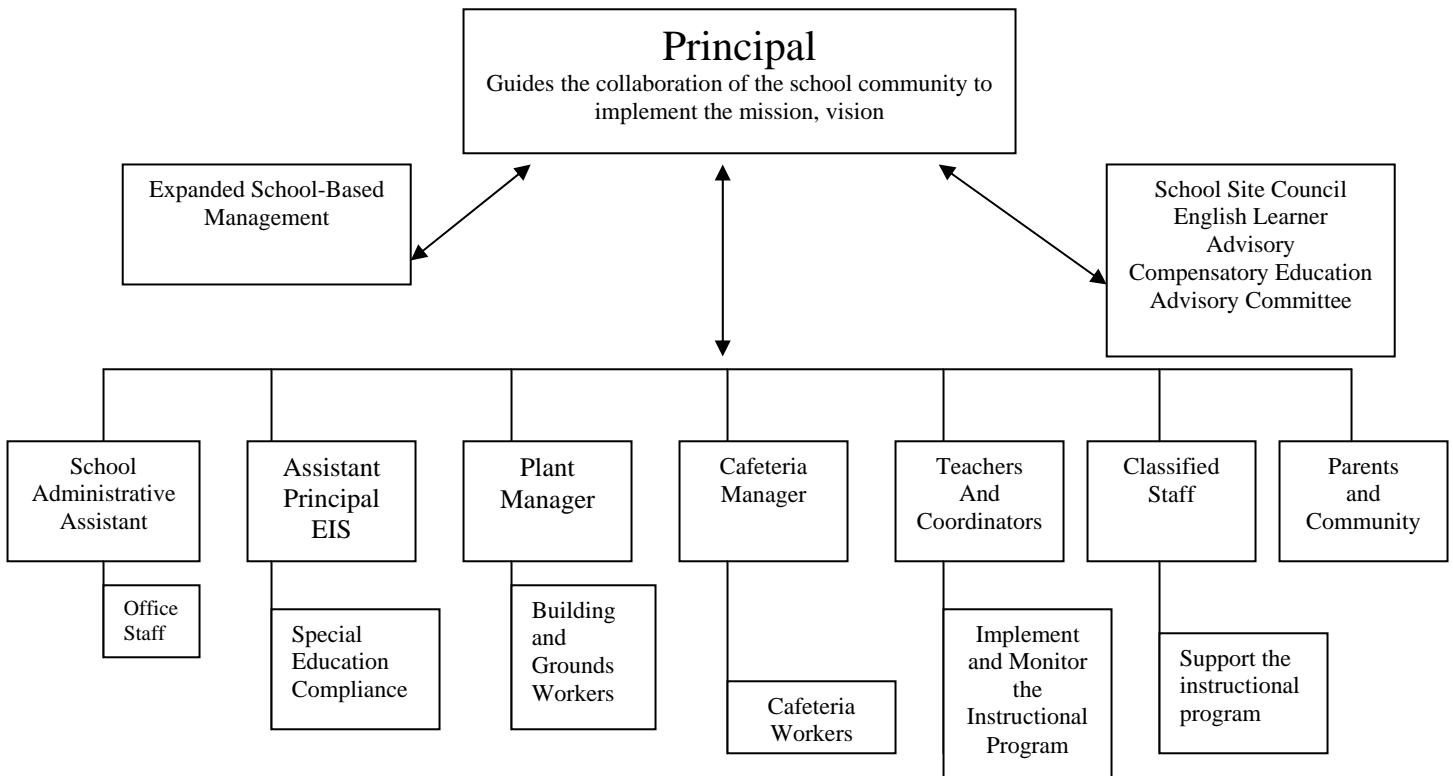 Principal
Guides the collaboration of the school community to
implement the mission, vision
Expanded School-Based
Management
School Site Council
English Learner
Advisory
Compensatory Education
Advisory Committee
School
Administrative
Assistant
Assistant
Principal
EIS
Plant
Manager
Cafeteria
Manager
Teachers
And
Coordinators
Classified
Staff
Parents
and
Community
Office
Staff
Special
Education
Compliance
Building
and
Grounds
Workers
Cafeteria
Workers
Implement
and Monitor
the
Instructional
Program
Support the
instructional
program